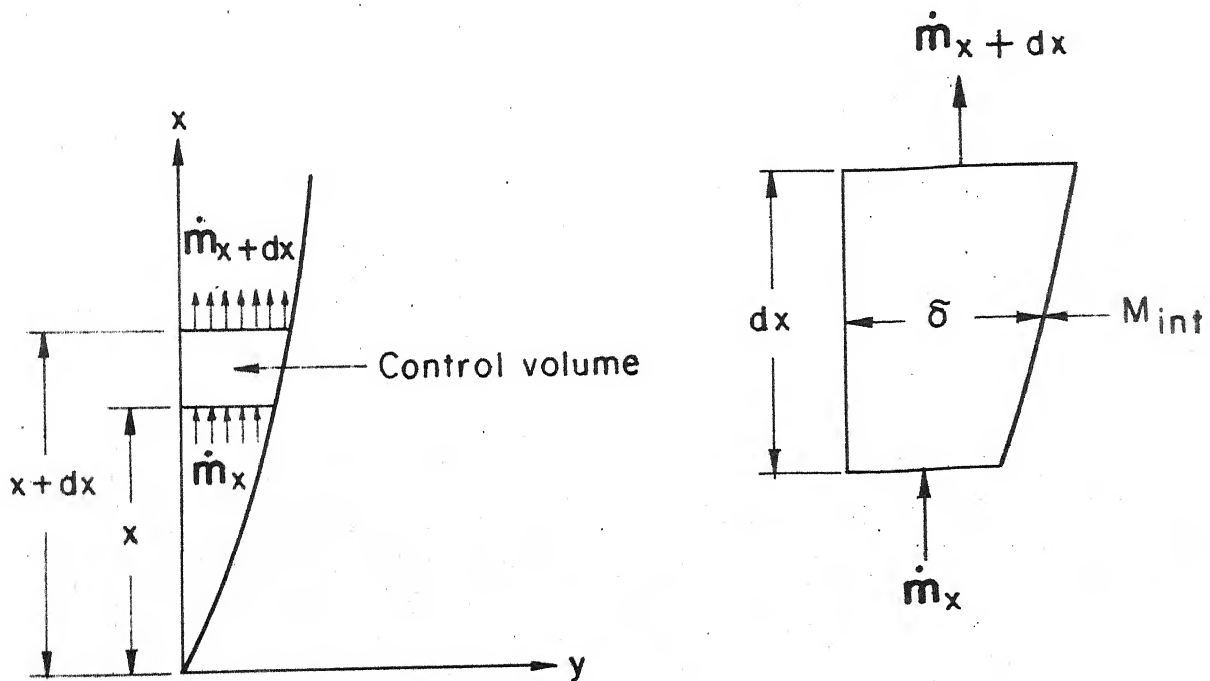 x
ṁx + dx
Control volume
ṁx
x + dx
x
y
ṁx + dx
dx
δ
Mint
ṁx